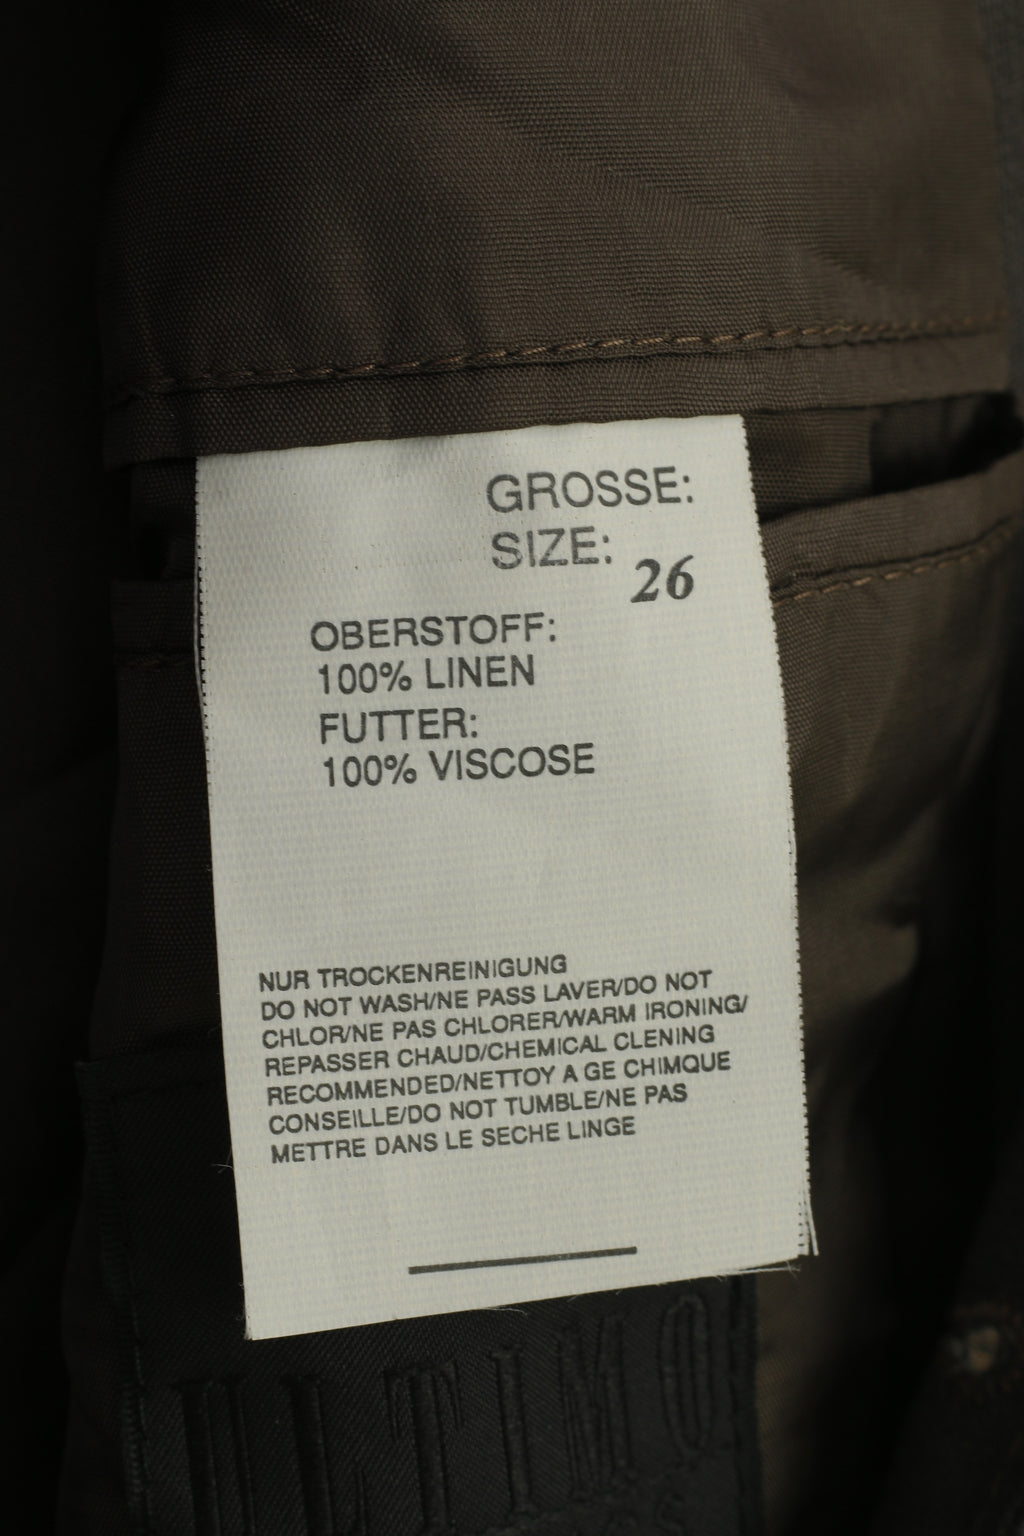 GROSSE:
SIZE:
26
OBERSTOFF:
100% LINEN
FUTTER:
100% VISCOSE
NUR TROCKENREINIGUNG
DO NOT WASH/NE PASS LAVER/DO NOT
CHLOR/NE PAS CHLORER/WARM IRONING/
REPASSER CHAUD/CHEMICAL CLENING
RECOMMENDED/NETTOY A GE CHIMQUE
CONSEILLE/DO NOT TUMBLE/NE PAS
METTRE DANS LE SECHE LINGE
ULTIMO